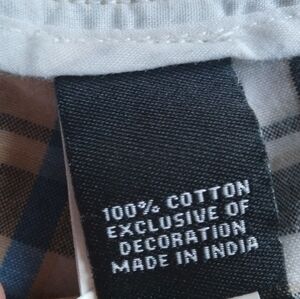 100% COTTON
EXCLUSIVE OF
DECORATION
MADE IN INDIA